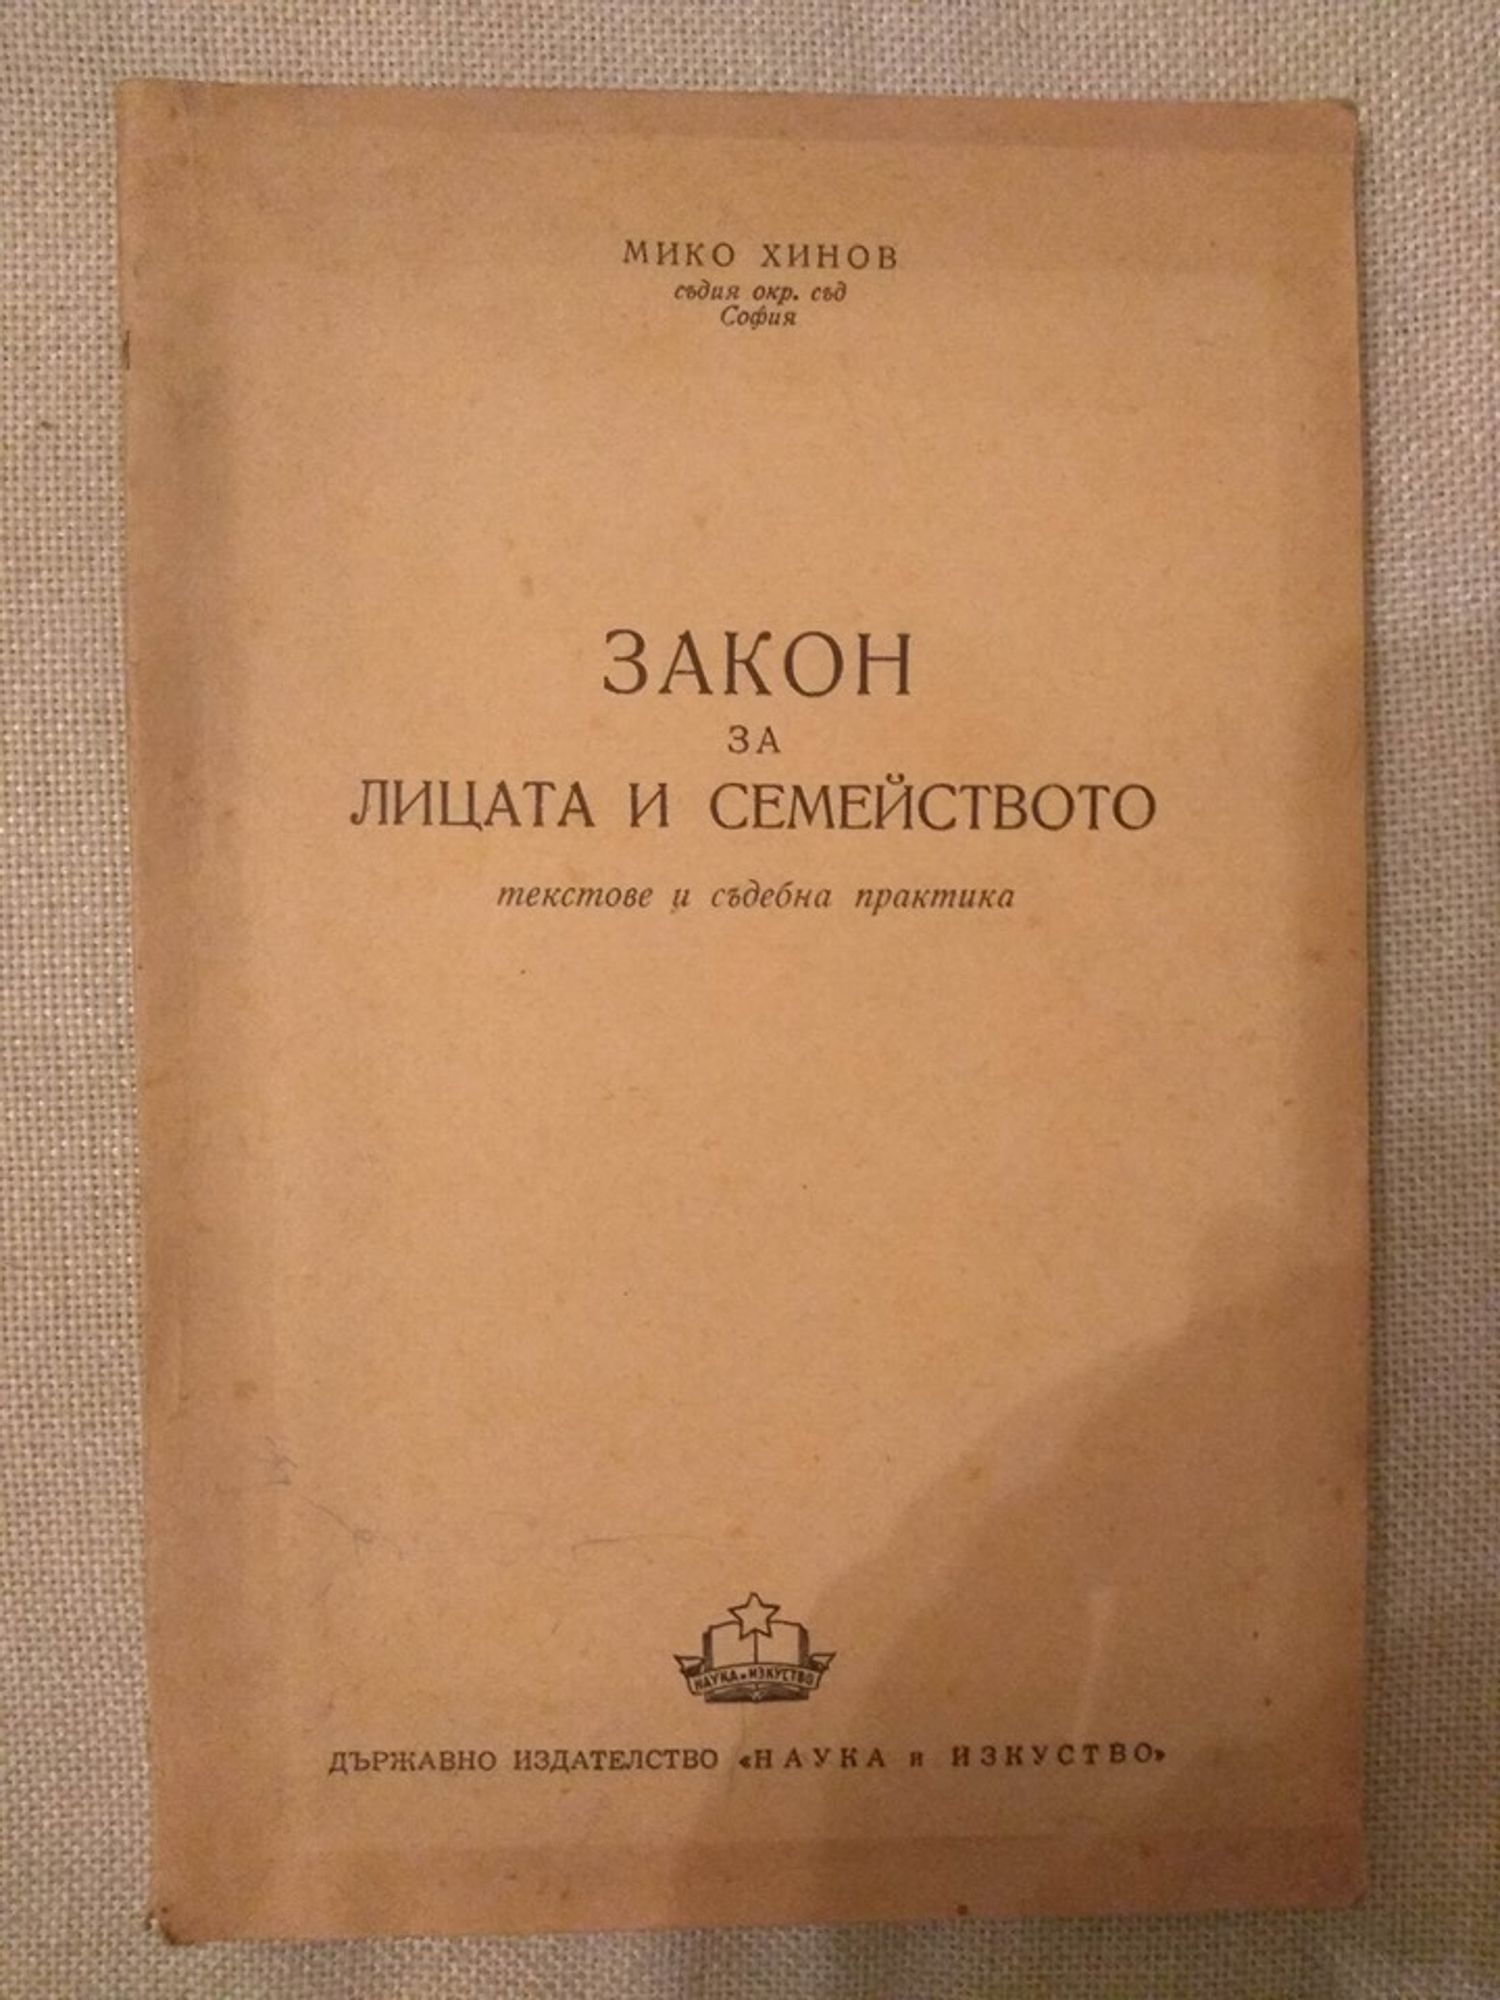 МИКО ХИНОВ
съдия окр. съд
София
ЗАКОН
ЗА
ЛИЦАТА И СЕМЕЙСТВОТО
текстове и съдебна практика
НАУКА и ИЗКУСТВО
ДЪРЖАВНО ИЗДАТЕЛСТВО «НАУКА и ИЗКУСТВО»